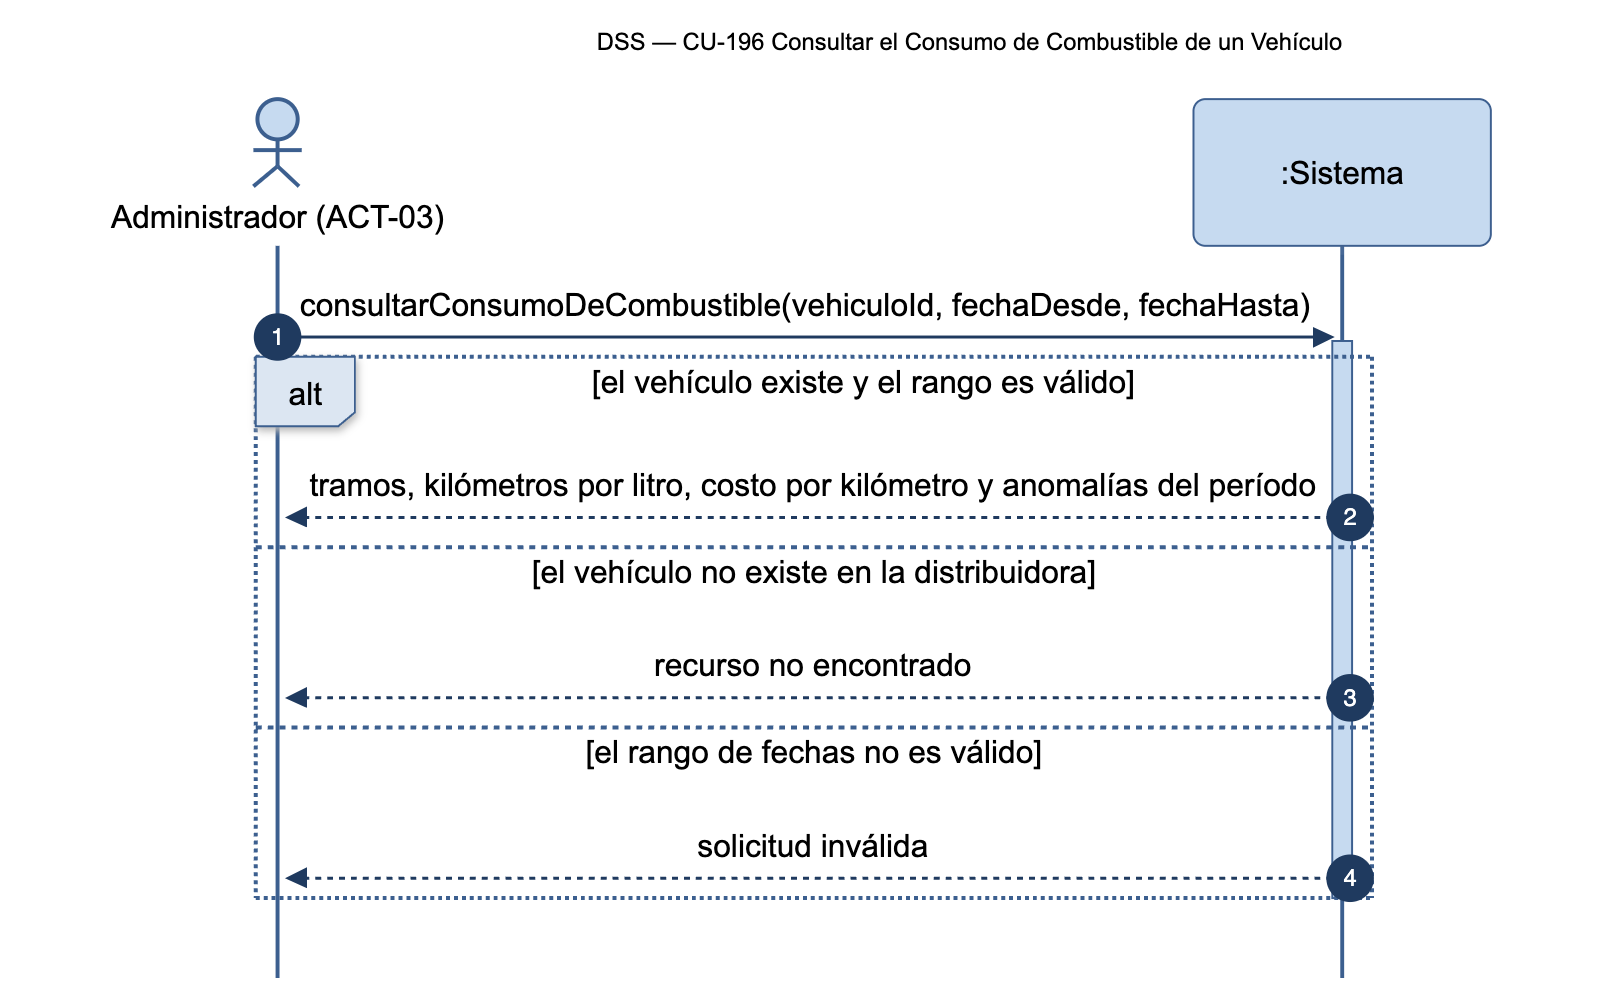 DSS — CU-196 Consultar el Consumo de Combustible de un Vehículo
Administrador (ACT-03)
:Sistema
consultarConsumoDeCombustible(vehiculoId, fechaDesde, fechaHasta)
1
alt
[el vehículo existe y el rango es válido]
tramos, kilómetros por litro, costo por kilómetro y anomalías del período
2
[el vehículo no existe en la distribuidora]
recurso no encontrado
3
[el rango de fechas no es válido]
solicitud inválida
4